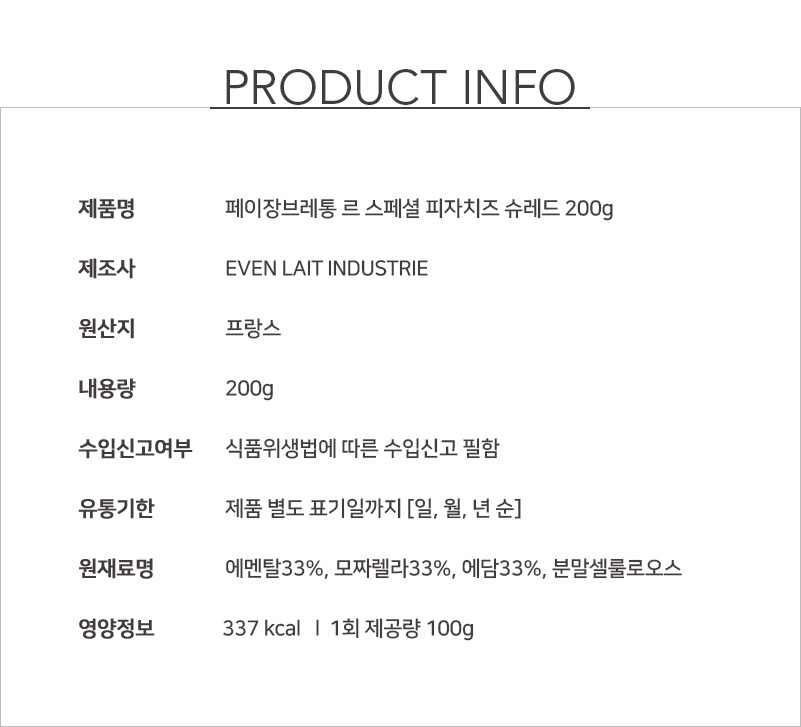 PRODUCT INFO
제품명 페이장브레통 르 스페셜 피자치즈 슈레드 200g
제조사 EVEN LAIT INDUSTRIE
원산지 프랑스
내용량 200g
수입신고여부 식품위생법에 따른 수입신고 필함
유통기한 제품 별도 표기일까지 [일, 월, 년 순]
원재료명 에멘탈33%, 모짜렐라33%, 에담33%, 분말셀룰로오스
영양정보 337 kcal ㅣ 1회 제공량 100g